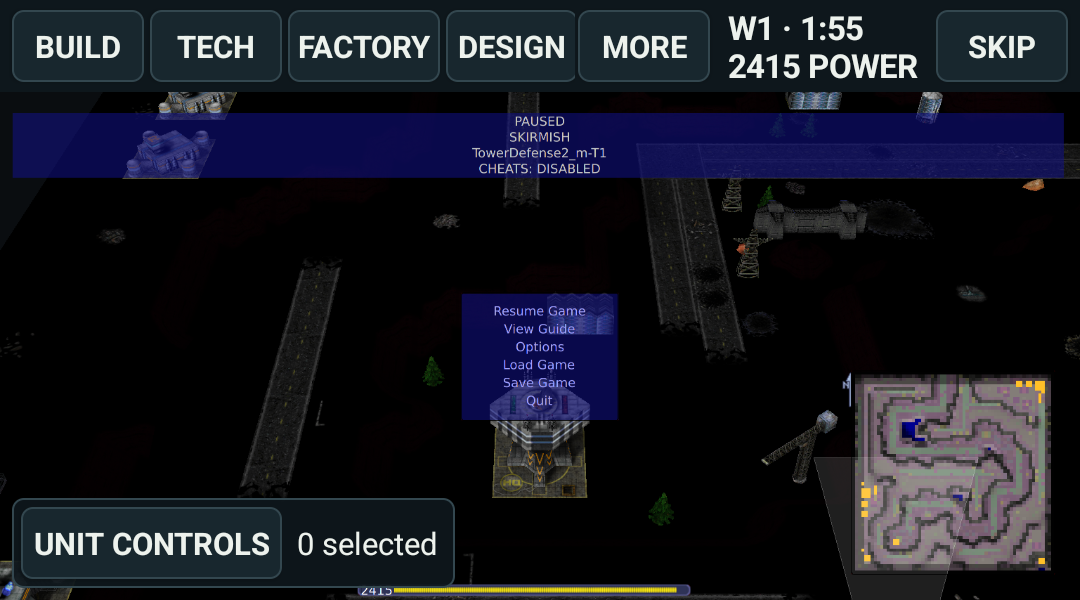 BUILD
TECH
FACTORY
DESIGN
MORE
W1 · 1:55
2415 POWER
SKIP
PAUSED
SKIRMISH
TowerDefense2_m-T1
CHEATS: DISABLED
Resume Game
View Guide
Options
Load Game
Save Game
Quit
HQ
N
UNIT CONTROLS
0 selected
2415